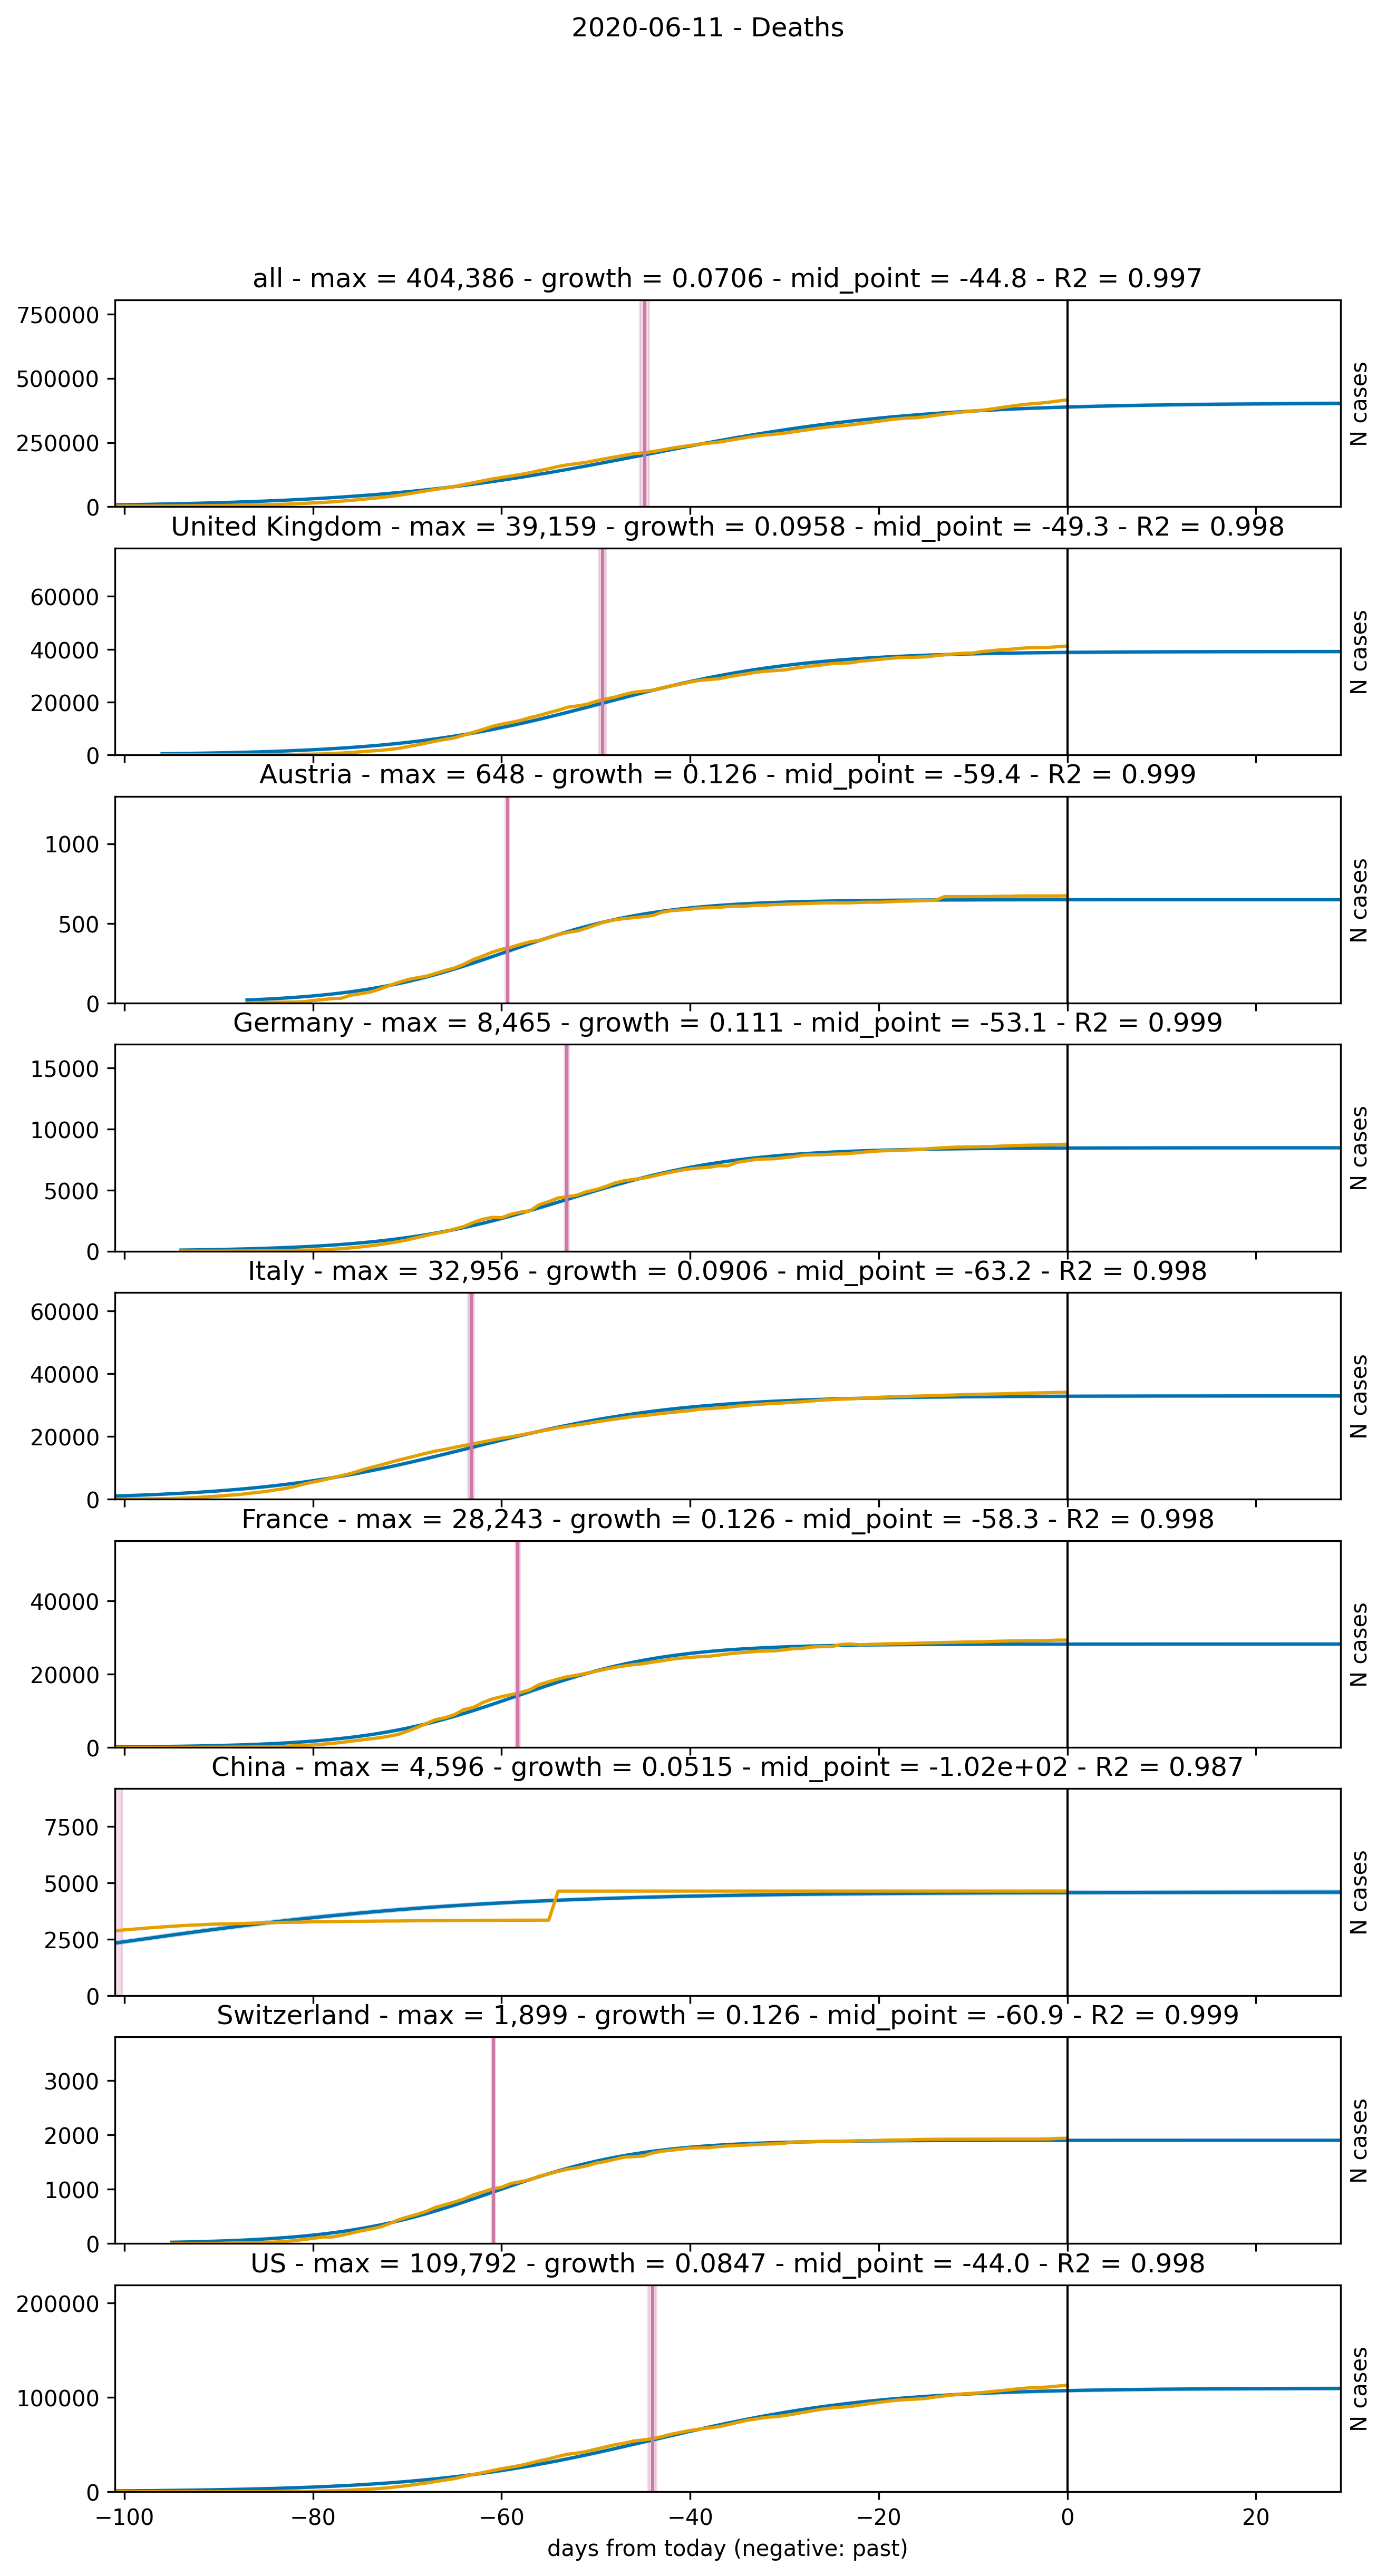 2020-06-11 - Deaths
all - max = 404,386 - growth = 0.0706 - mid_point = -44.8 - R2 = 0.997
750000
500000
250000
0
N cases
United Kingdom - max = 39,159 - growth = 0.0958 - mid_point = -49.3 - R2 = 0.998
60000
40000
20000
0
N cases
Austria - max = 648 - growth = 0.126 - mid_point = -59.4 - R2 = 0.999
1000
500
0
N cases
Germany - max = 8,465 - growth = 0.111 - mid_point = -53.1 - R2 = 0.999
15000
10000
5000
0
N cases
Italy - max = 32,956 - growth = 0.0906 - mid_point = -63.2 - R2 = 0.998
60000
40000
20000
0
N cases
France - max = 28,243 - growth = 0.126 - mid_point = -58.3 - R2 = 0.998
40000
20000
0
N cases
China - max = 4,596 - growth = 0.0515 - mid_point = -1.02e+02 - R2 = 0.987
7500
5000
2500
0
N cases
Switzerland - max = 1,899 - growth = 0.126 - mid_point = -60.9 - R2 = 0.999
3000
2000
1000
0
N cases
US - max = 109,792 - growth = 0.0847 - mid_point = -44.0 - R2 = 0.998
200000
100000
0
N cases
−100 −80 −60 −40 −20 0 20
days from today (negative: past)